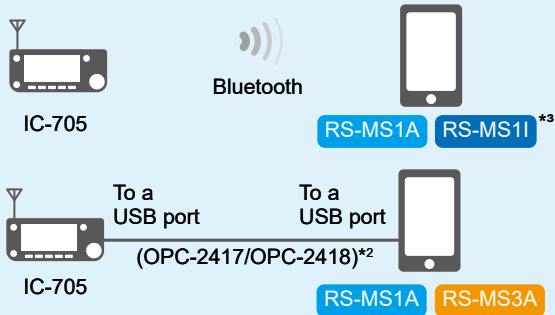 Bluetooth
IC-705
RS-MS1A RS-MS1I*3
To a
USB port
To a
USB port
(OPC-2417/OPC-2418)*2
IC-705
RS-MS1A RS-MS3A